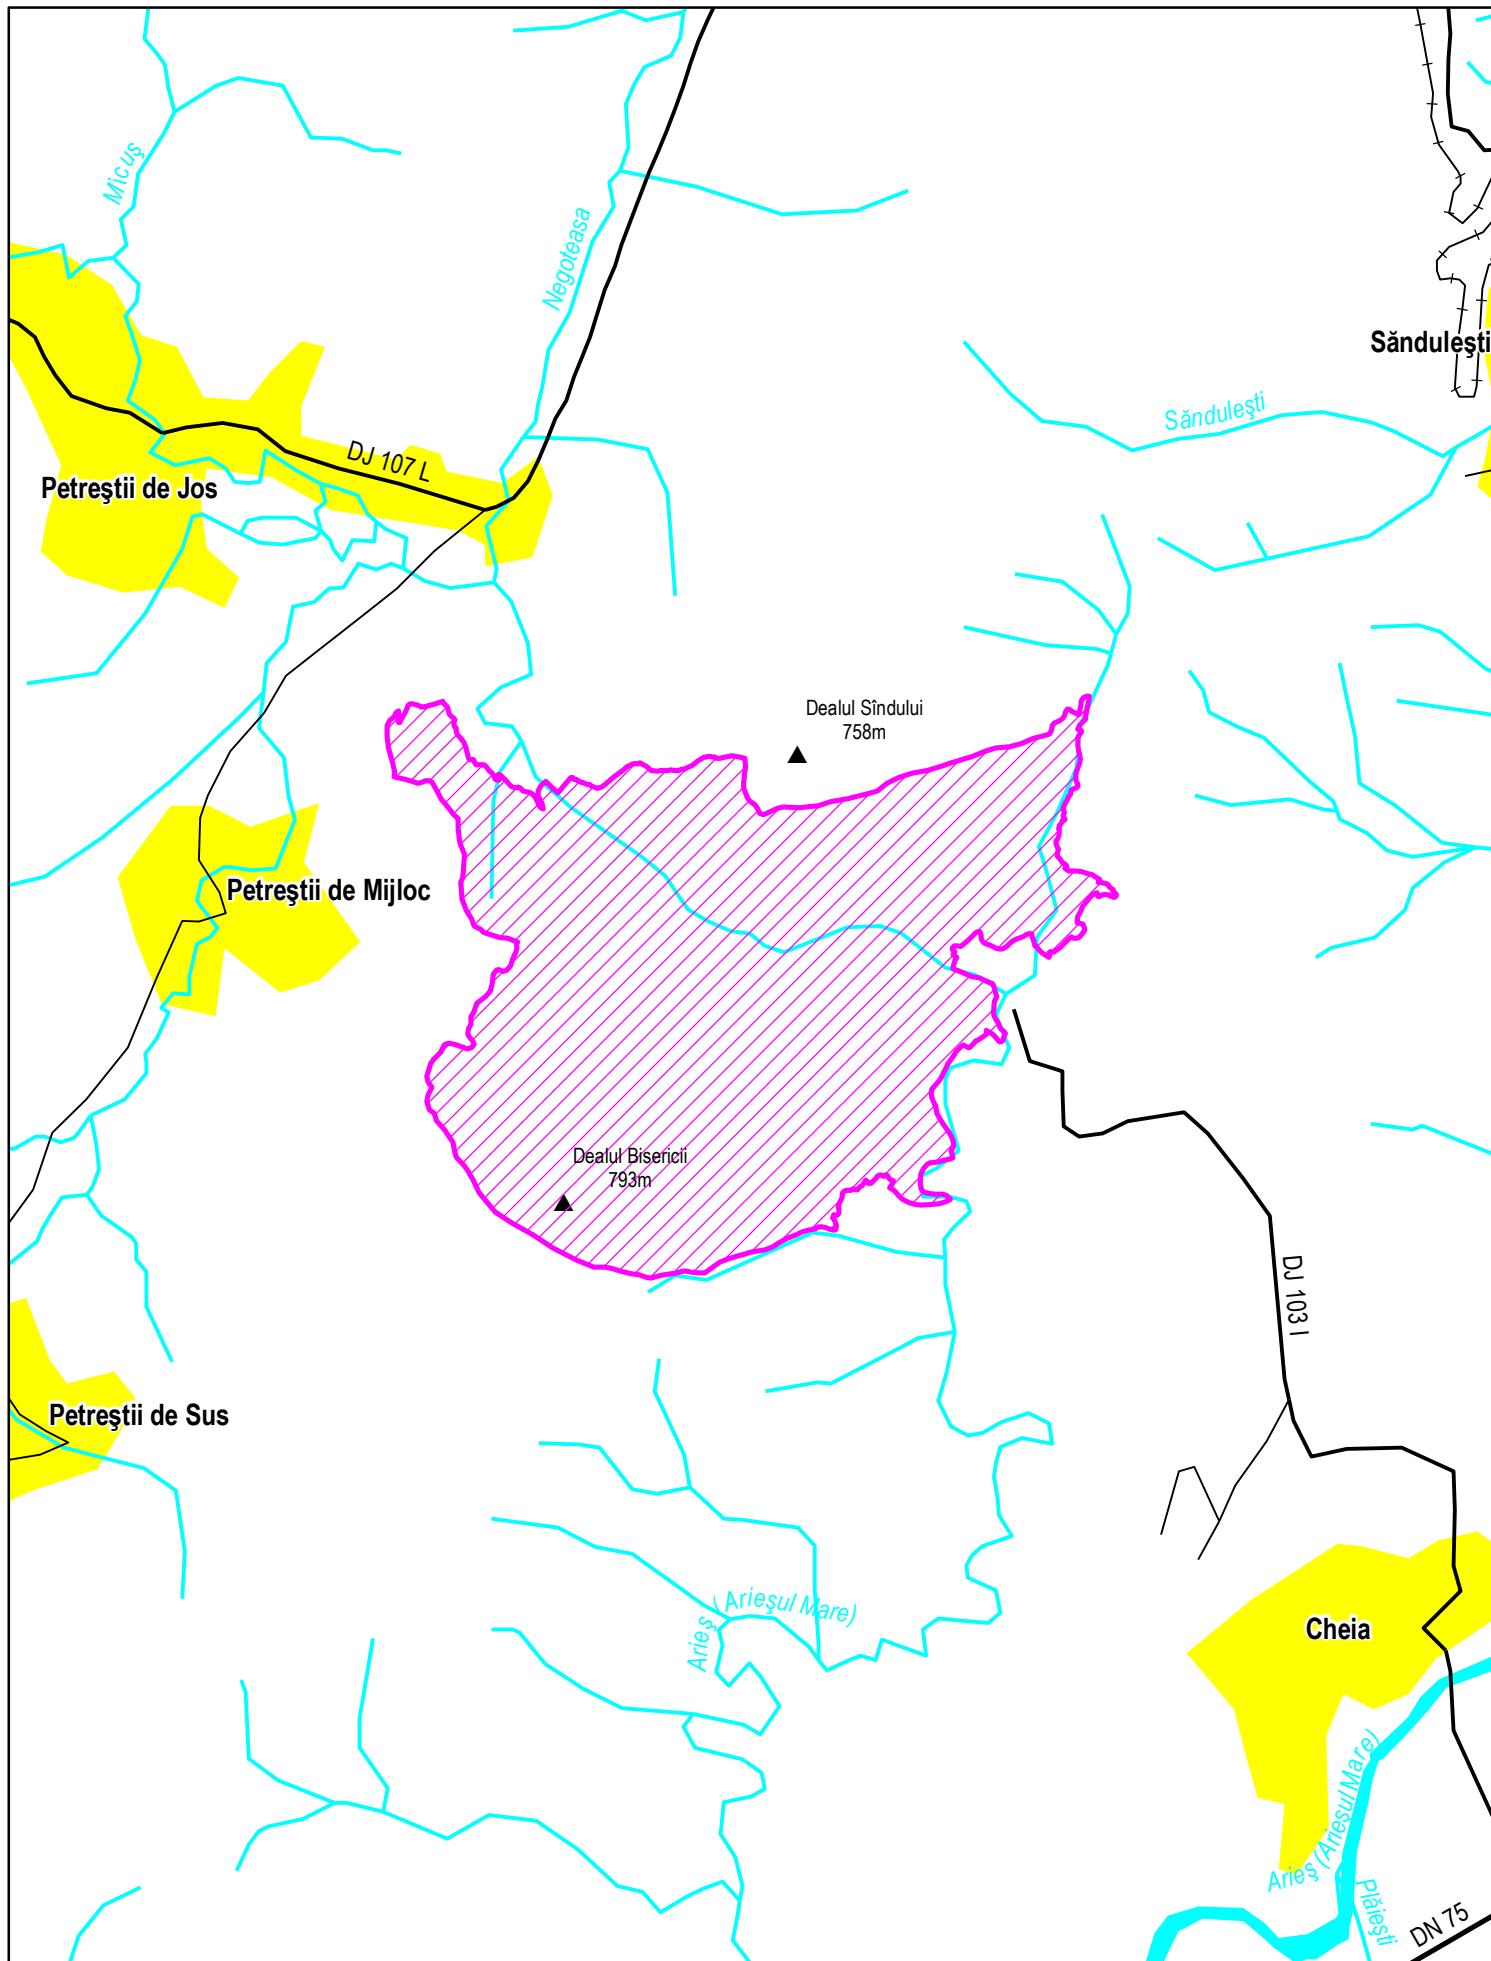 Micuş
Negoteasa
Sănduleşti
Sănduleşti
DJ 107 L
Petreştii de Jos
Dealul Sîndului
758m
Petreştii de Mijloc
Dealul Bisericii
793m
DJ 103 I
Petreştii de Sus
Arieş (Arieşul Mare)
Cheia
Arieş (Arieşul Mare)
Plăieşti
DN 75